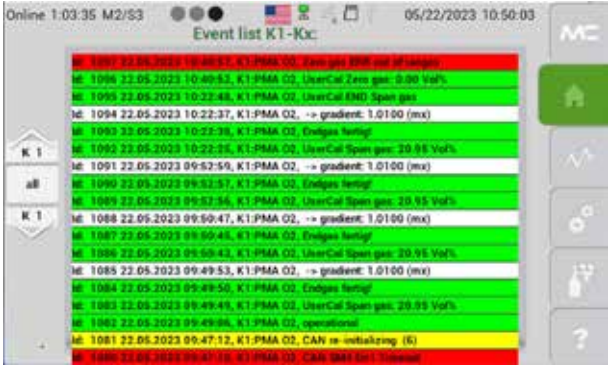 Online 1:03:35 M2/S3 05/22/2023 10:50:03
Event list K1-Kx:
MC
Id: 1097 22.05.2023 10:40:57, K1:PMA O2, Zero gas ERR out of ranges
Id: 1096 22.05.2023 10:40:52, K1:PMA O2, UserCal Zero gas: 0.00 Vol%
Id: 1095 22.05.2023 10:22:48, K1:PMA O2, UserCal END Span gas
Id: 1094 22.05.2023 10:22:37, K1:PMA O2, -> gradient: 1.0100 (mx)
Id: 1093 22.05.2023 K1:PMA O2, Endgas fertig!
Id: 1092 22.05.2023 K1:PMA O2, UserCal Span gas: 20.95 Vol%
Id: 1091 22.05.2023 09:52:59, K1:PMA O2, -> gradient: 1.0100 (mx)
Id: 1090 22.05.2023 09:52:57, K1:PMA O2, Endgas fertig!
Id: 1089 22.05.2023 09:52:56, K1:PMA O2, UserCal Span gas: 20.95 Vol%
Id: 1088 22.05.2023 09:50:47, K1:PMA O2, -> gradient: 1.0100 (mx)
Id: 1087 22.05.2023 09:50:45, K1:PMA O2, Endgas fertig!
Id: 1086 22.05.2023 09:50:43, K1:PMA O2, UserCal Span gas: 20.95 Vol%
Id: 1085 22.05.2023 09:49:53, K1:PMA O2, -> gradient: 1.0100 (mx)
Id: 1084 22.05.2023 09:49:50, K1:PMA O2, Endgas fertig!
Id: 1083 22.05.2023 09:49:49, K1:PMA O2, UserCal Span gas: 20.95 Vol%
Id: 1082 22.05.2023 09:49:06, K1:PMA O2, operational
Id: 1081 22.05.2023 09:47:12, K1:PMA O2, CAN re-initializing (6)
Id: 1080 22.05.2023 K1:PMA O2, CAN Timeout
K 1
all
K 1
?